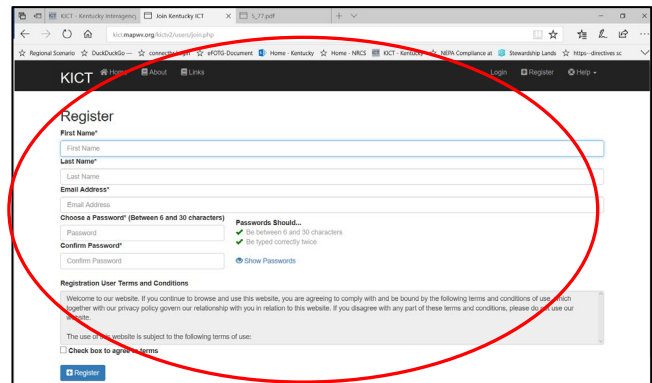 KICT - Kentucky Interagency
Join Kentucky ICT
5_77.pdf
kict.mapwv.org/kictv2/users/join.php
Regional Scenario
DuckDuckGo —
eFOTG-Document
Home - Kentucky
Home - NRCS
KICT - Kentucky
NEPA Compliance at
Stewardship Lands
https--directives sc
KICT
Home
About
Links
Login
Register
Help
Register
First Name*
First Name
Last Name*
Last Name
Email Address*
Email Address
Choose a Password* (Between 6 and 30 characters)
Password
Confirm Password*
Confirm Password
Passwords Should...
Be between 6 and 30 characters
Be typed correctly twice
Show Passwords
Registration User Terms and Conditions
Welcome to our website. If you continue to browse and use this website, you are agreeing to comply with and be bound by the following terms and conditions of use, which
together with our privacy policy govern our relationship with you in relation to this website. If you disagree with any part of these terms and conditions, please do not use our
website.
The use of this website is subject to the following terms of use:
Check box to agree to terms
Register